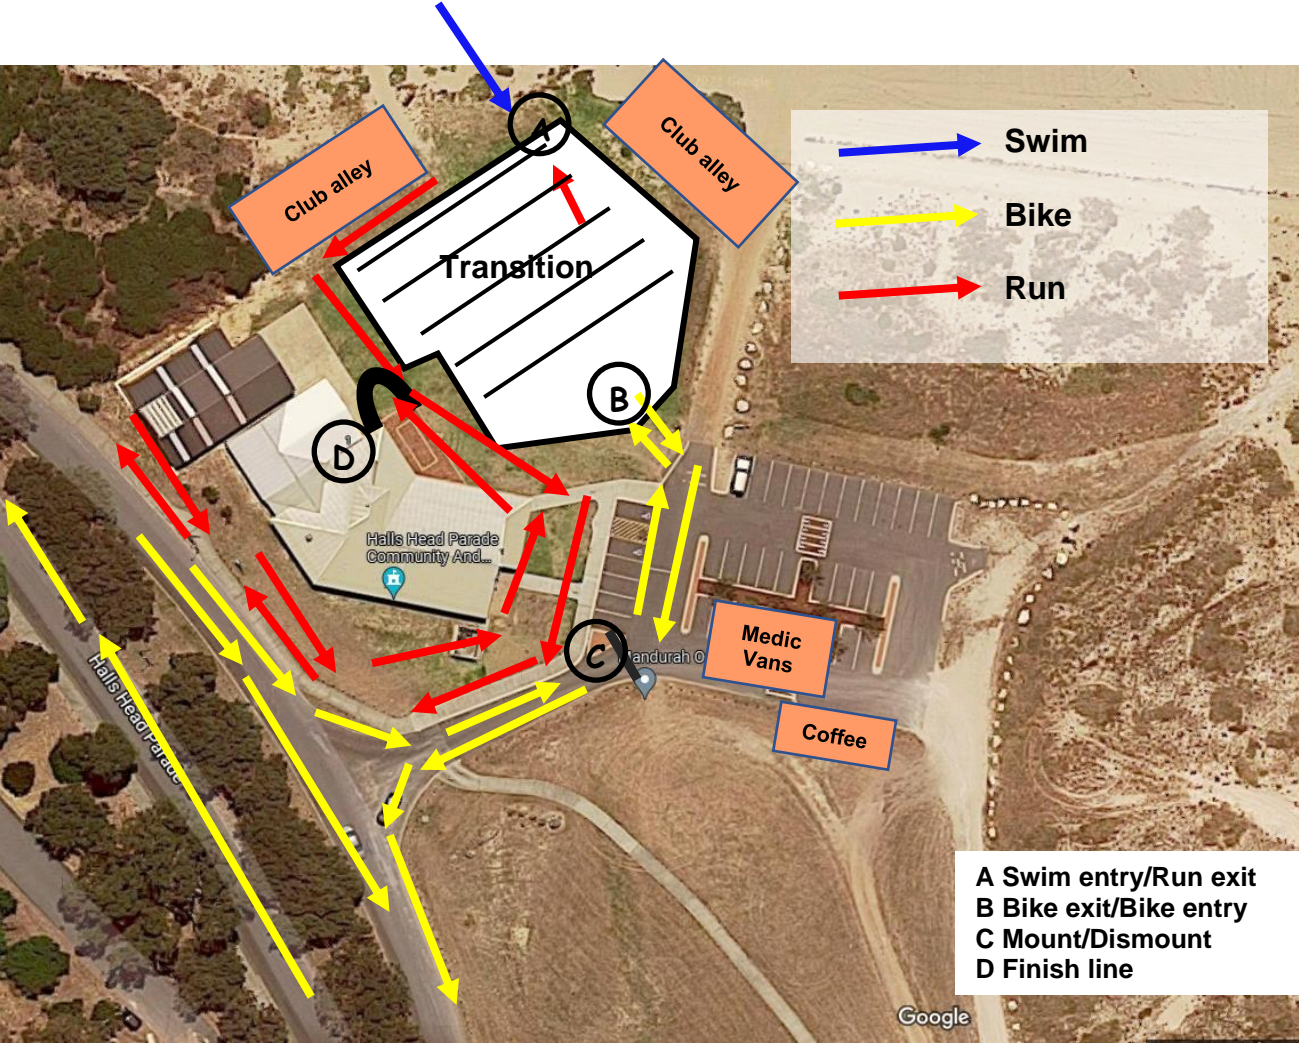 A
Club alley
Club alley
Swim
Bike
Run
Transition
B
D
Halls Head Parade
Community And...
C
Medic
Vans
Coffee
Halls Head Parade
A Swim entry/Run exit
B Bike exit/Bike entry
C Mount/Dismount
D Finish line
Google